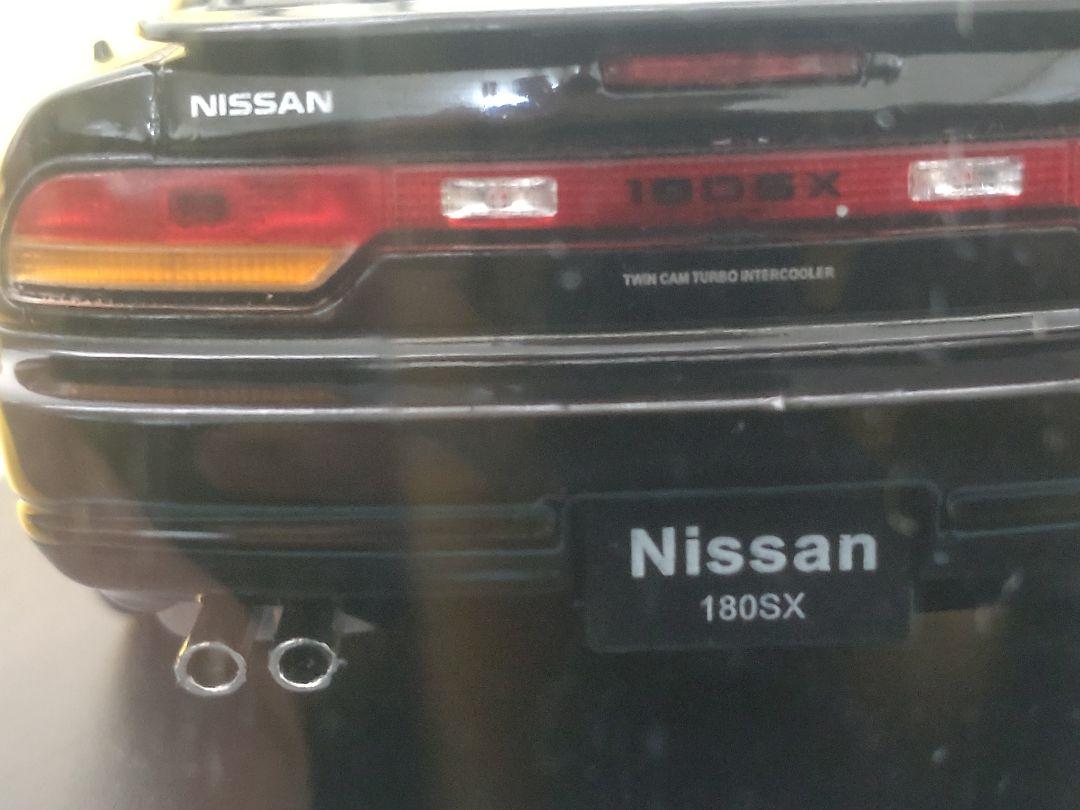 NISSAN
180SX
TWIN CAM TURBO INTERCOOLER
Nissan
180SX